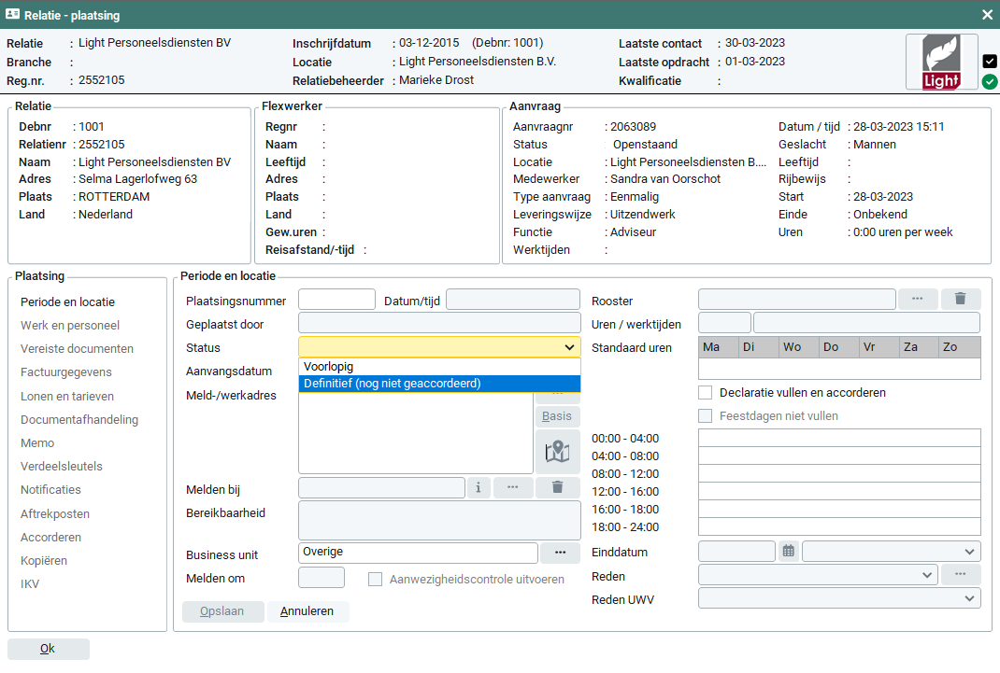 Relatie - plaatsing
Relatie : Light Personeelsdiensten BV
Branche :
Reg.nr. : 2552105
Inschrijfdatum : 03-12-2015 (Debnr: 1001)
Locatie : Light Personeelsdiensten B.V.
Relatiebeheerder : Marieke Drost
Laatste contact : 30-03-2023
Laatste opdracht : 01-03-2023
Kwalificatie :
Light
Relatie
Debnr : 1001
Relatienr : 2552105
Naam : Light Personeelsdiensten BV
Adres : Selma Lagerlofweg 63
Plaats : ROTTERDAM
Land : Nederland
Flexwerker
Regnr :
Naam :
Leeftijd :
Adres :
Plaats :
Land :
Gew.uren :
Reisafstand/-tijd :
Aanvraag
Aanvraagnr : 2063089
Status Openstaand
Locatie : Light Personeelsdiensten B....
Medewerker : Sandra van Oorschot
Type aanvraag : Eenmalig
Leveringswijze : Uitzendwerk
Functie : Adviseur
Werktijden :
Datum / tijd : 28-03-2023 15:11
Geslacht : Mannen
Leeftijd :
Rijbewijs :
Start : 28-03-2023
Einde : Onbekend
Uren : 0:00 uren per week
Plaatsing
Periode en locatie
Werk en personeel
Vereiste documenten
Factuurgegevens
Lonen en tarieven
Documentafhandeling
Memo
Verdeelsleutels
Notificaties
Aftrekposten
Accorderen
Kopiëren
IKV
Periode en locatie
Plaatsingsnummer Datum/tijd
Geplaatst door
Status
Voorlopig
Definitief (nog niet geaccordeerd)
Aanvangsdatum
Meld-/werkadres
...
Basis
Melden bij i ...
Bereikbaarheid
Business unit Overige ...
Melden om Aanwezigheidscontrole uitvoeren
Opslaan Annuleren
Rooster ...
Uren / werktijden
Standaard uren Ma Di Wo Do Vr Za Zo
Declaratie vullen en accorderen
Feestdagen niet vullen
00:00 - 04:00
04:00 - 08:00
08:00 - 12:00
12:00 - 16:00
16:00 - 18:00
18:00 - 24:00
Einddatum
Reden ...
Reden UWV
Ok